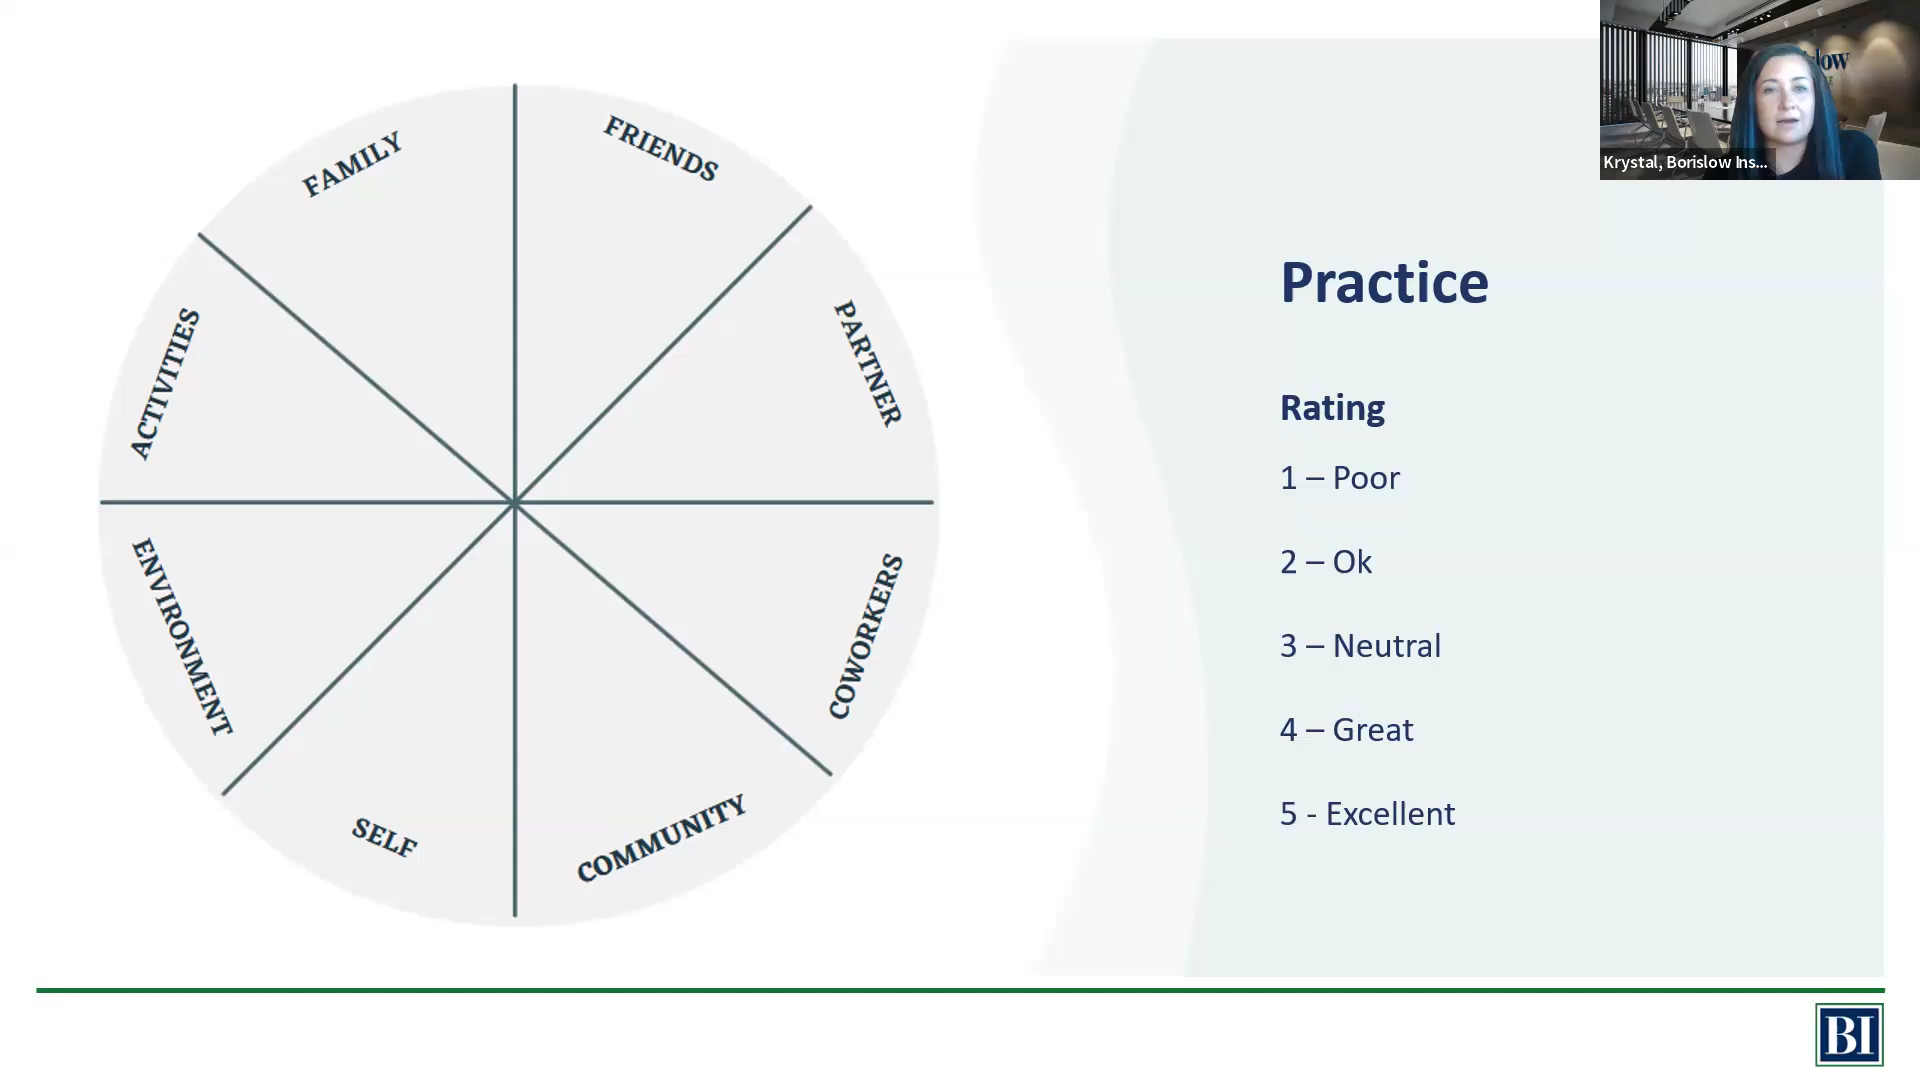 FAMILY
FRIENDS
PARTNER
COWORKERS
COMMUNITY
SELF
ENVIRONMENT
ACTIVITIES
Practice
Rating
1 – Poor
2 – Ok
3 – Neutral
4 – Great
5 - Excellent
Krystal, Borislow Ins...
BI